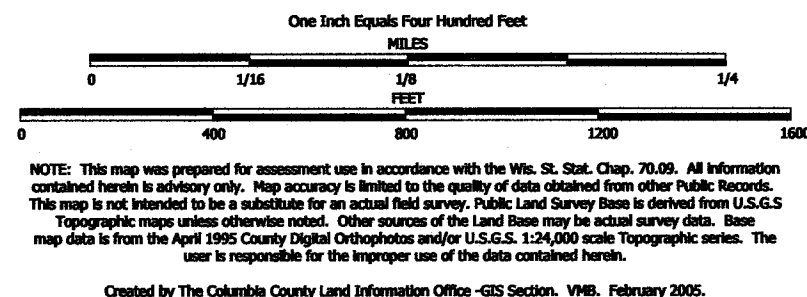 One Inch Equals Four Hundred Feet
MILES
0 1/16 1/8 1/4
FEET
0 400 800 1200 1600
NOTE: This map was prepared for assessment use in accordance with the Wis. St. Stat. Chap. 70.09. All information
contained herein is advisory only. Map accuracy is limited to the quality of data obtained from other Public Records.
This map is not intended to be a substitute for an actual field survey. Public Land Survey Base is derived from U.S.G.S
Topographic maps unless otherwise noted. Other sources of the Land Base may be actual survey data. Base
map data is from the April 1995 County Digital Orthophotos and/or U.S.G.S. 1:24,000 scale Topographic series. The
user is responsible for the improper use of the data contained herein.
Created by The Columbia County Land Information Office -GIS Section. VMB. February 2005.